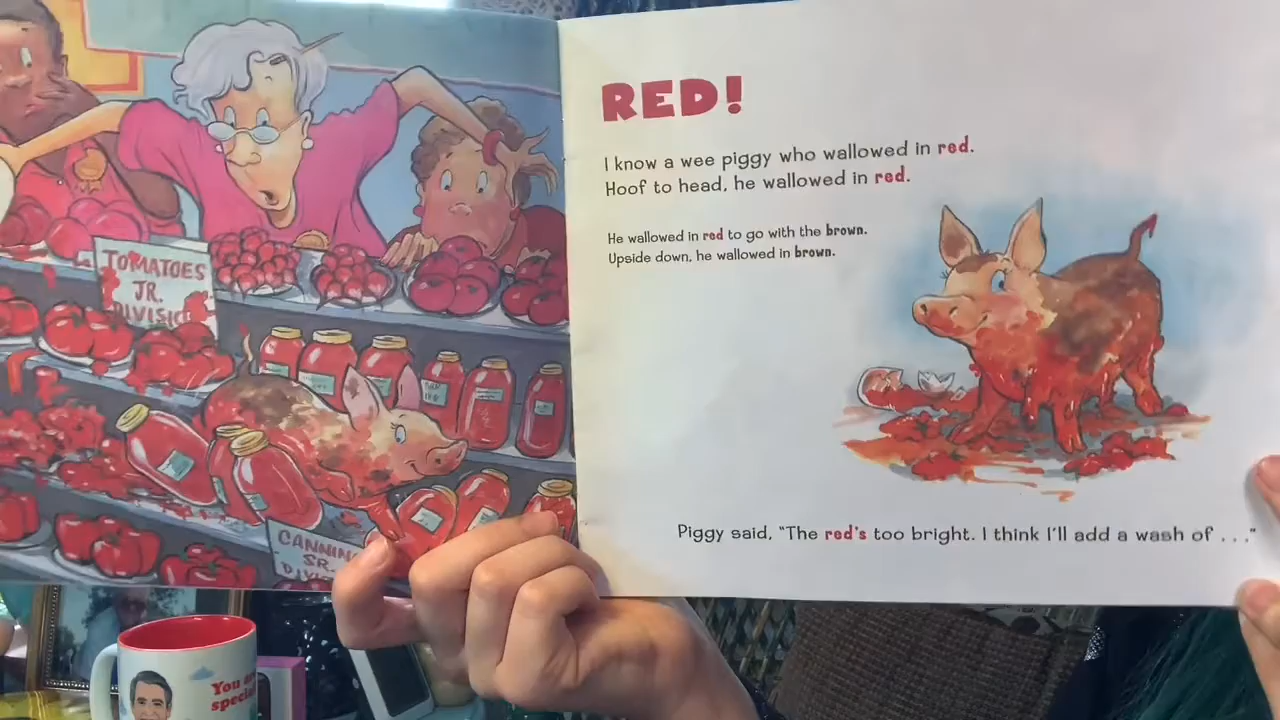 TOMATOES
JR.
DIVISIO
CANNING
SR.
RED!
I know a wee piggy who wallowed in red.
Hoof to head, he wallowed in red.
He wallowed in red to go with the brown.
Upside down, he wallowed in brown.
Piggy said, "The red's too bright. I think I'll add a wash of . . ."
You
special